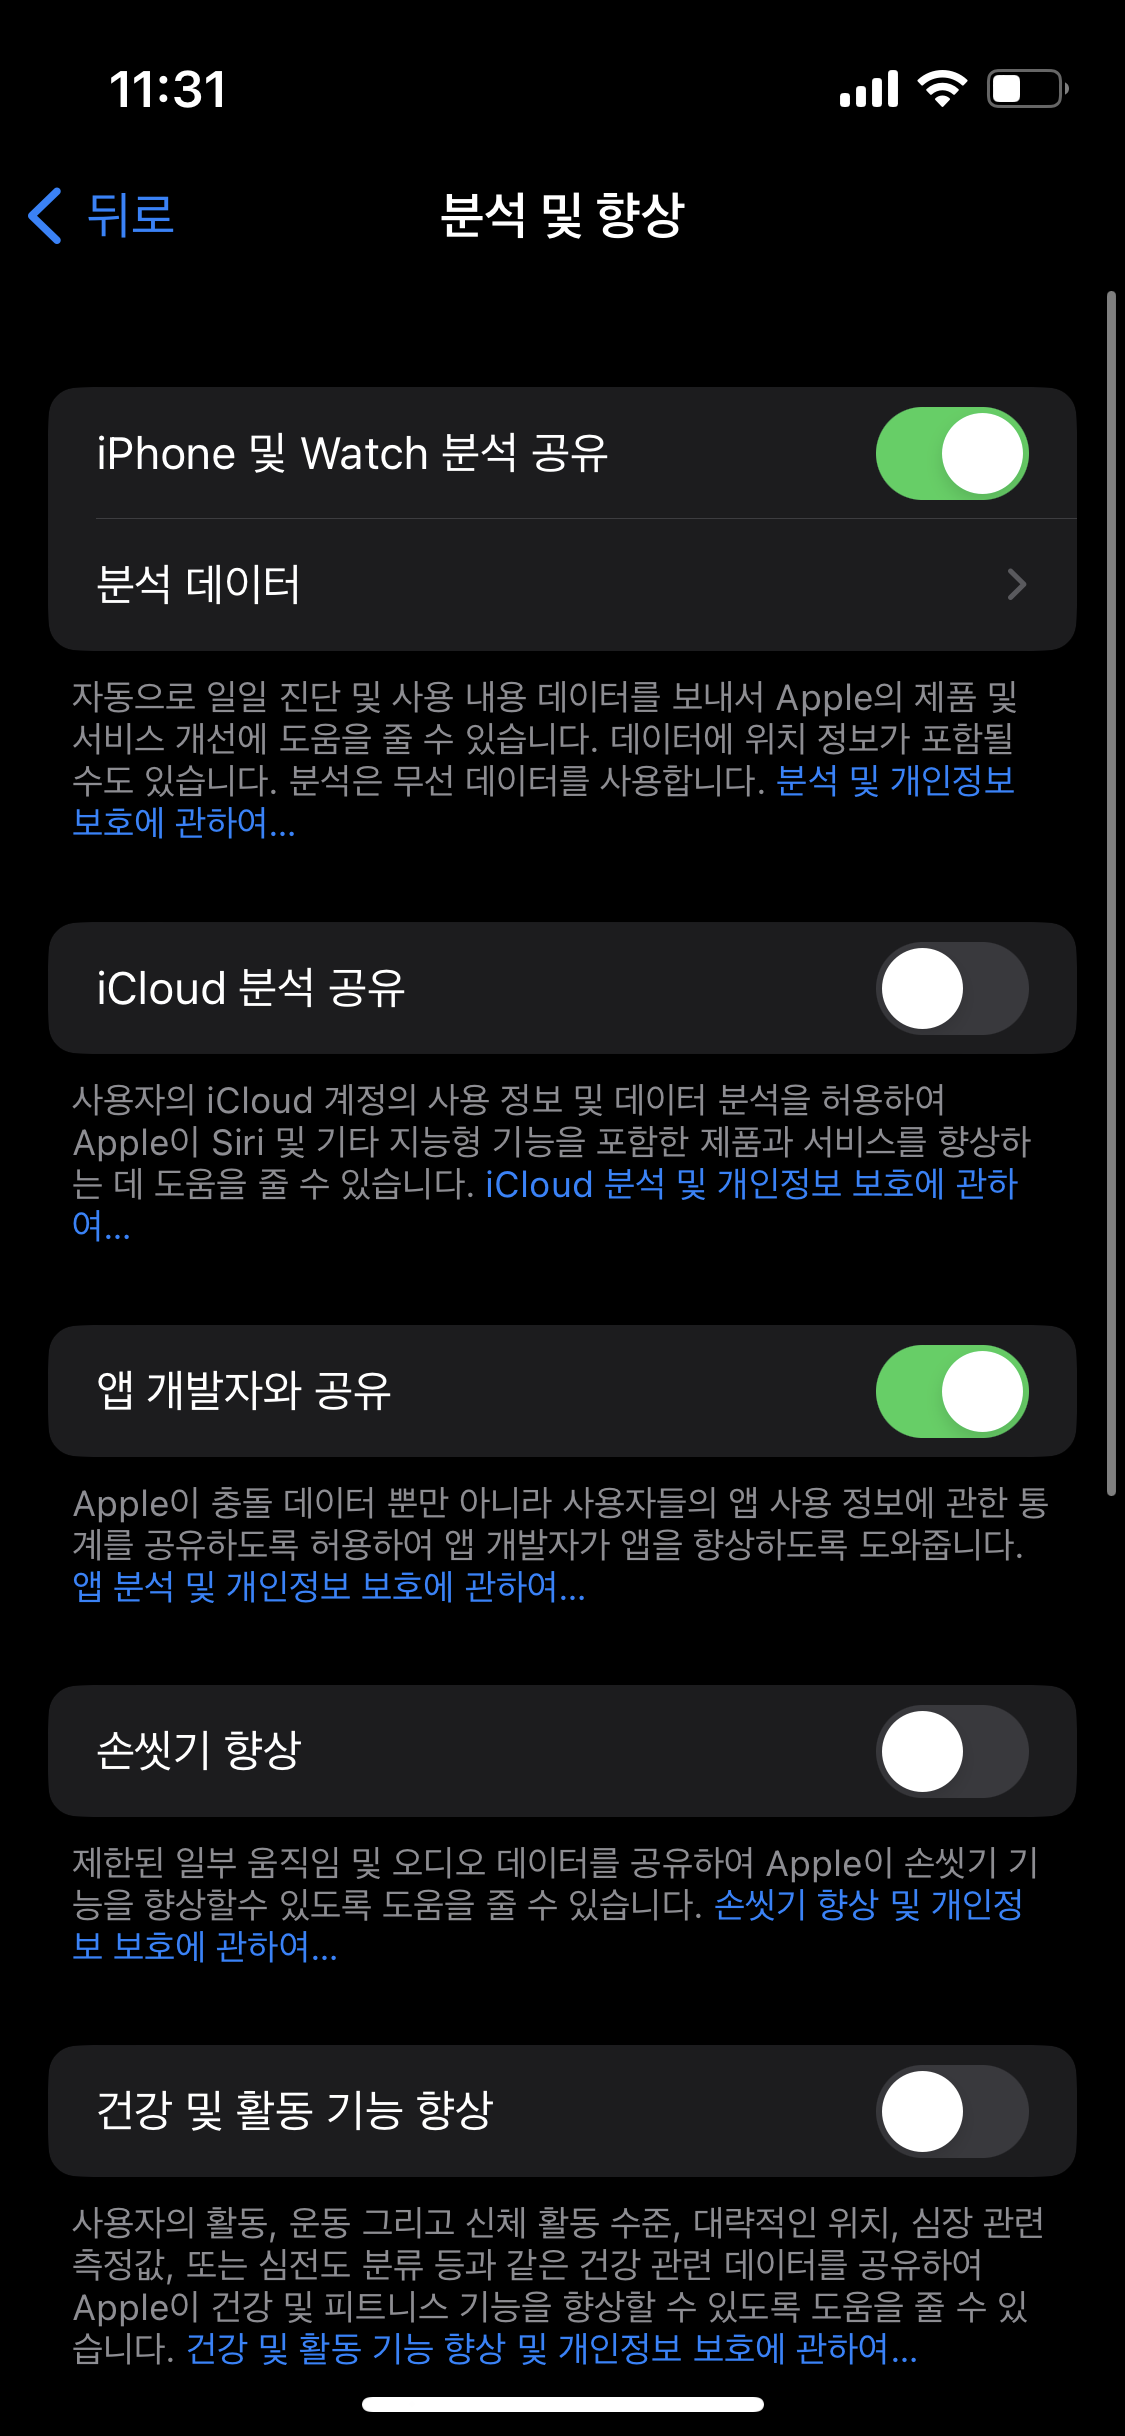 11:31
뒤로
분석 및 향상
iPhone 및 Watch 분석 공유
분석 데이터
자동으로 일일 진단 및 사용 내용 데이터를 보내서 Apple의 제품 및
서비스 개선에 도움을 줄 수 있습니다. 데이터에 위치 정보가 포함될
수도 있습니다. 분석은 무선 데이터를 사용합니다. 분석 및 개인정보
보호에 관하여...
iCloud 분석 공유
사용자의 iCloud 계정의 사용 정보 및 데이터 분석을 허용하여
Apple이 Siri 및 기타 지능형 기능을 포함한 제품과 서비스를 향상하
는 데 도움을 줄 수 있습니다. iCloud 분석 및 개인정보 보호에 관하
여...
앱 개발자와 공유
Apple이 충돌 데이터 뿐만 아니라 사용자들의 앱 사용 정보에 관한 통
계를 공유하도록 허용하여 앱 개발자가 앱을 향상하도록 도와줍니다.
앱 분석 및 개인정보 보호에 관하여...
손씻기 향상
제한된 일부 움직임 및 오디오 데이터를 공유하여 Apple이 손씻기 기
능을 향상할수 있도록 도움을 줄 수 있습니다. 손씻기 향상 및 개인정
보 보호에 관하여...
건강 및 활동 기능 향상
사용자의 활동, 운동 그리고 신체 활동 수준, 대략적인 위치, 심장 관련
측정값, 또는 심전도 분류 등과 같은 건강 관련 데이터를 공유하여
Apple이 건강 및 피트니스 기능을 향상할 수 있도록 도움을 줄 수 있
습니다. 건강 및 활동 기능 향상 및 개인정보 보호에 관하여...